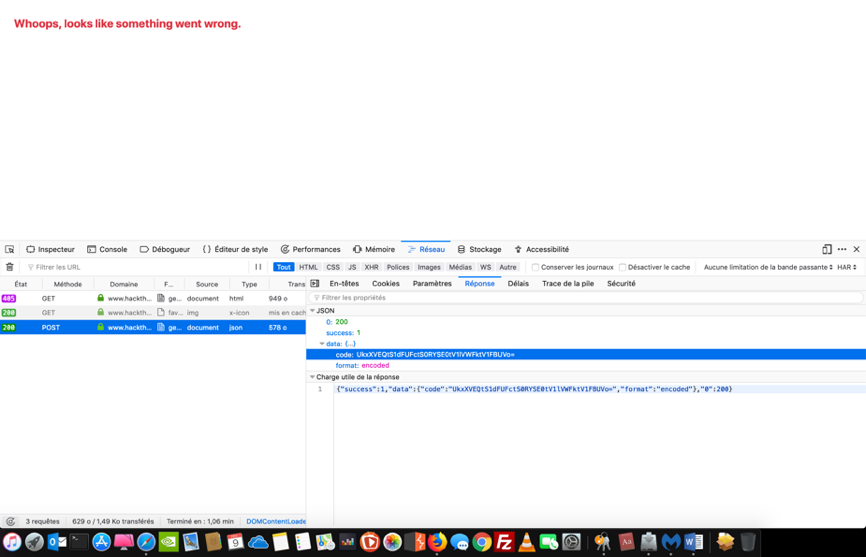 Whoops, looks like something went wrong.
Inspecteur Console Débogueur Éditeur de style Performances Mémoire Réseau Stockage Accessibilité
Filtrer les URL Tout HTML CSS JS XHR Polices Images Médias WS Autre Conserver les journaux Désactiver le cache Aucune limitation de la bande passante HAR
État Méthode Domaine F… Source Type Trans
405 GET www.hackth… ge… document html 949 o
200 GET www.hackth… fav… img x-icon mis en cach
200 POST www.hackth… ge… document json 578 o
En-têtes Cookies Paramètres Réponse Délais Trace de la pile Sécurité
Filtrer les propriétés
JSON
0: 200
success: 1
data: {…}
code: UkxXVEQtS1dFUFctS0RYSE0tV1lVWFktV1FBUVo=
format: encoded
Charge utile de la réponse
1 {"success":1,"data":{"code":"UkxXVEQtS1dFUFctS0RYSE0tV1lVWFktV1FBUVo=","format":"encoded"},"0":200}
3 requêtes 629 o / 1,49 Ko transférés Terminé en : 1,06 min DOMContentLoade
9
Aa
W